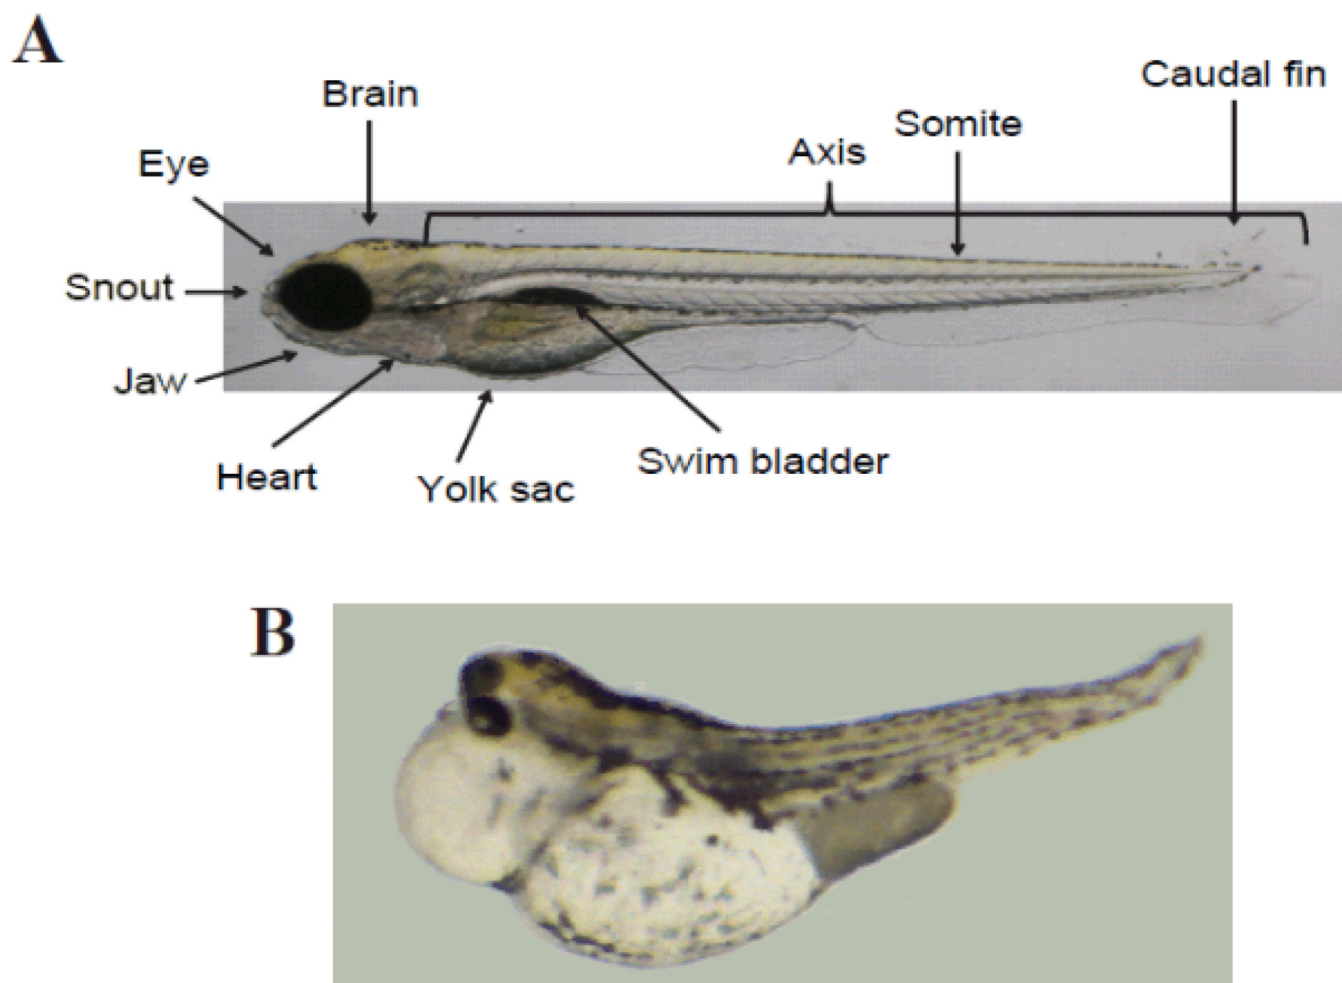 A
Brain
Caudal fin
Somite
Axis
Eye
Snout
Jaw
Heart
Yolk sac
Swim bladder
B